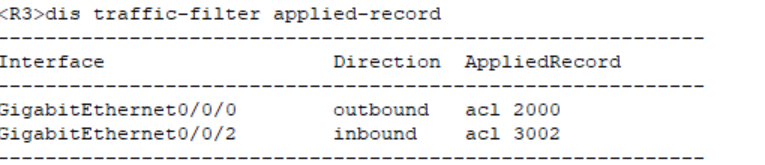 <R3>dis traffic-filter applied-record
-----------------------------------------------------------
Interface                   Direction  AppliedRecord
-----------------------------------------------------------
GigabitEthernet0/0/0        outbound   acl 2000
GigabitEthernet0/0/2        inbound    acl 3002
-----------------------------------------------------------